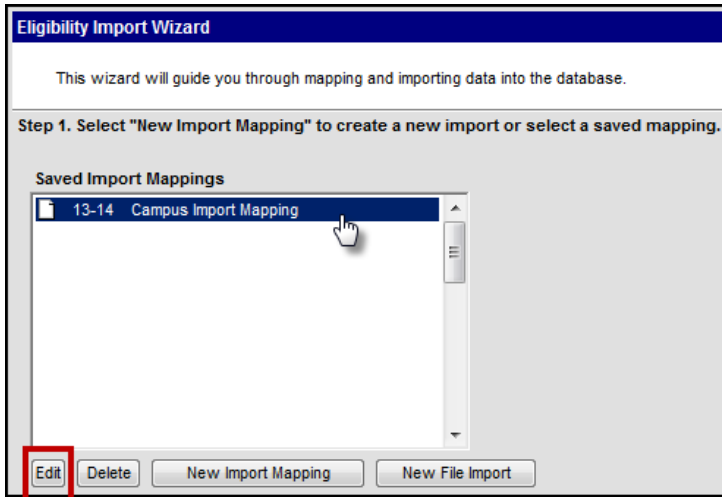 Eligibility Import Wizard
This wizard will guide you through mapping and importing data into the database.
Step 1. Select "New Import Mapping" to create a new import or select a saved mapping.
Saved Import Mappings
13-14 Campus Import Mapping
Edit Delete New Import Mapping New File Import